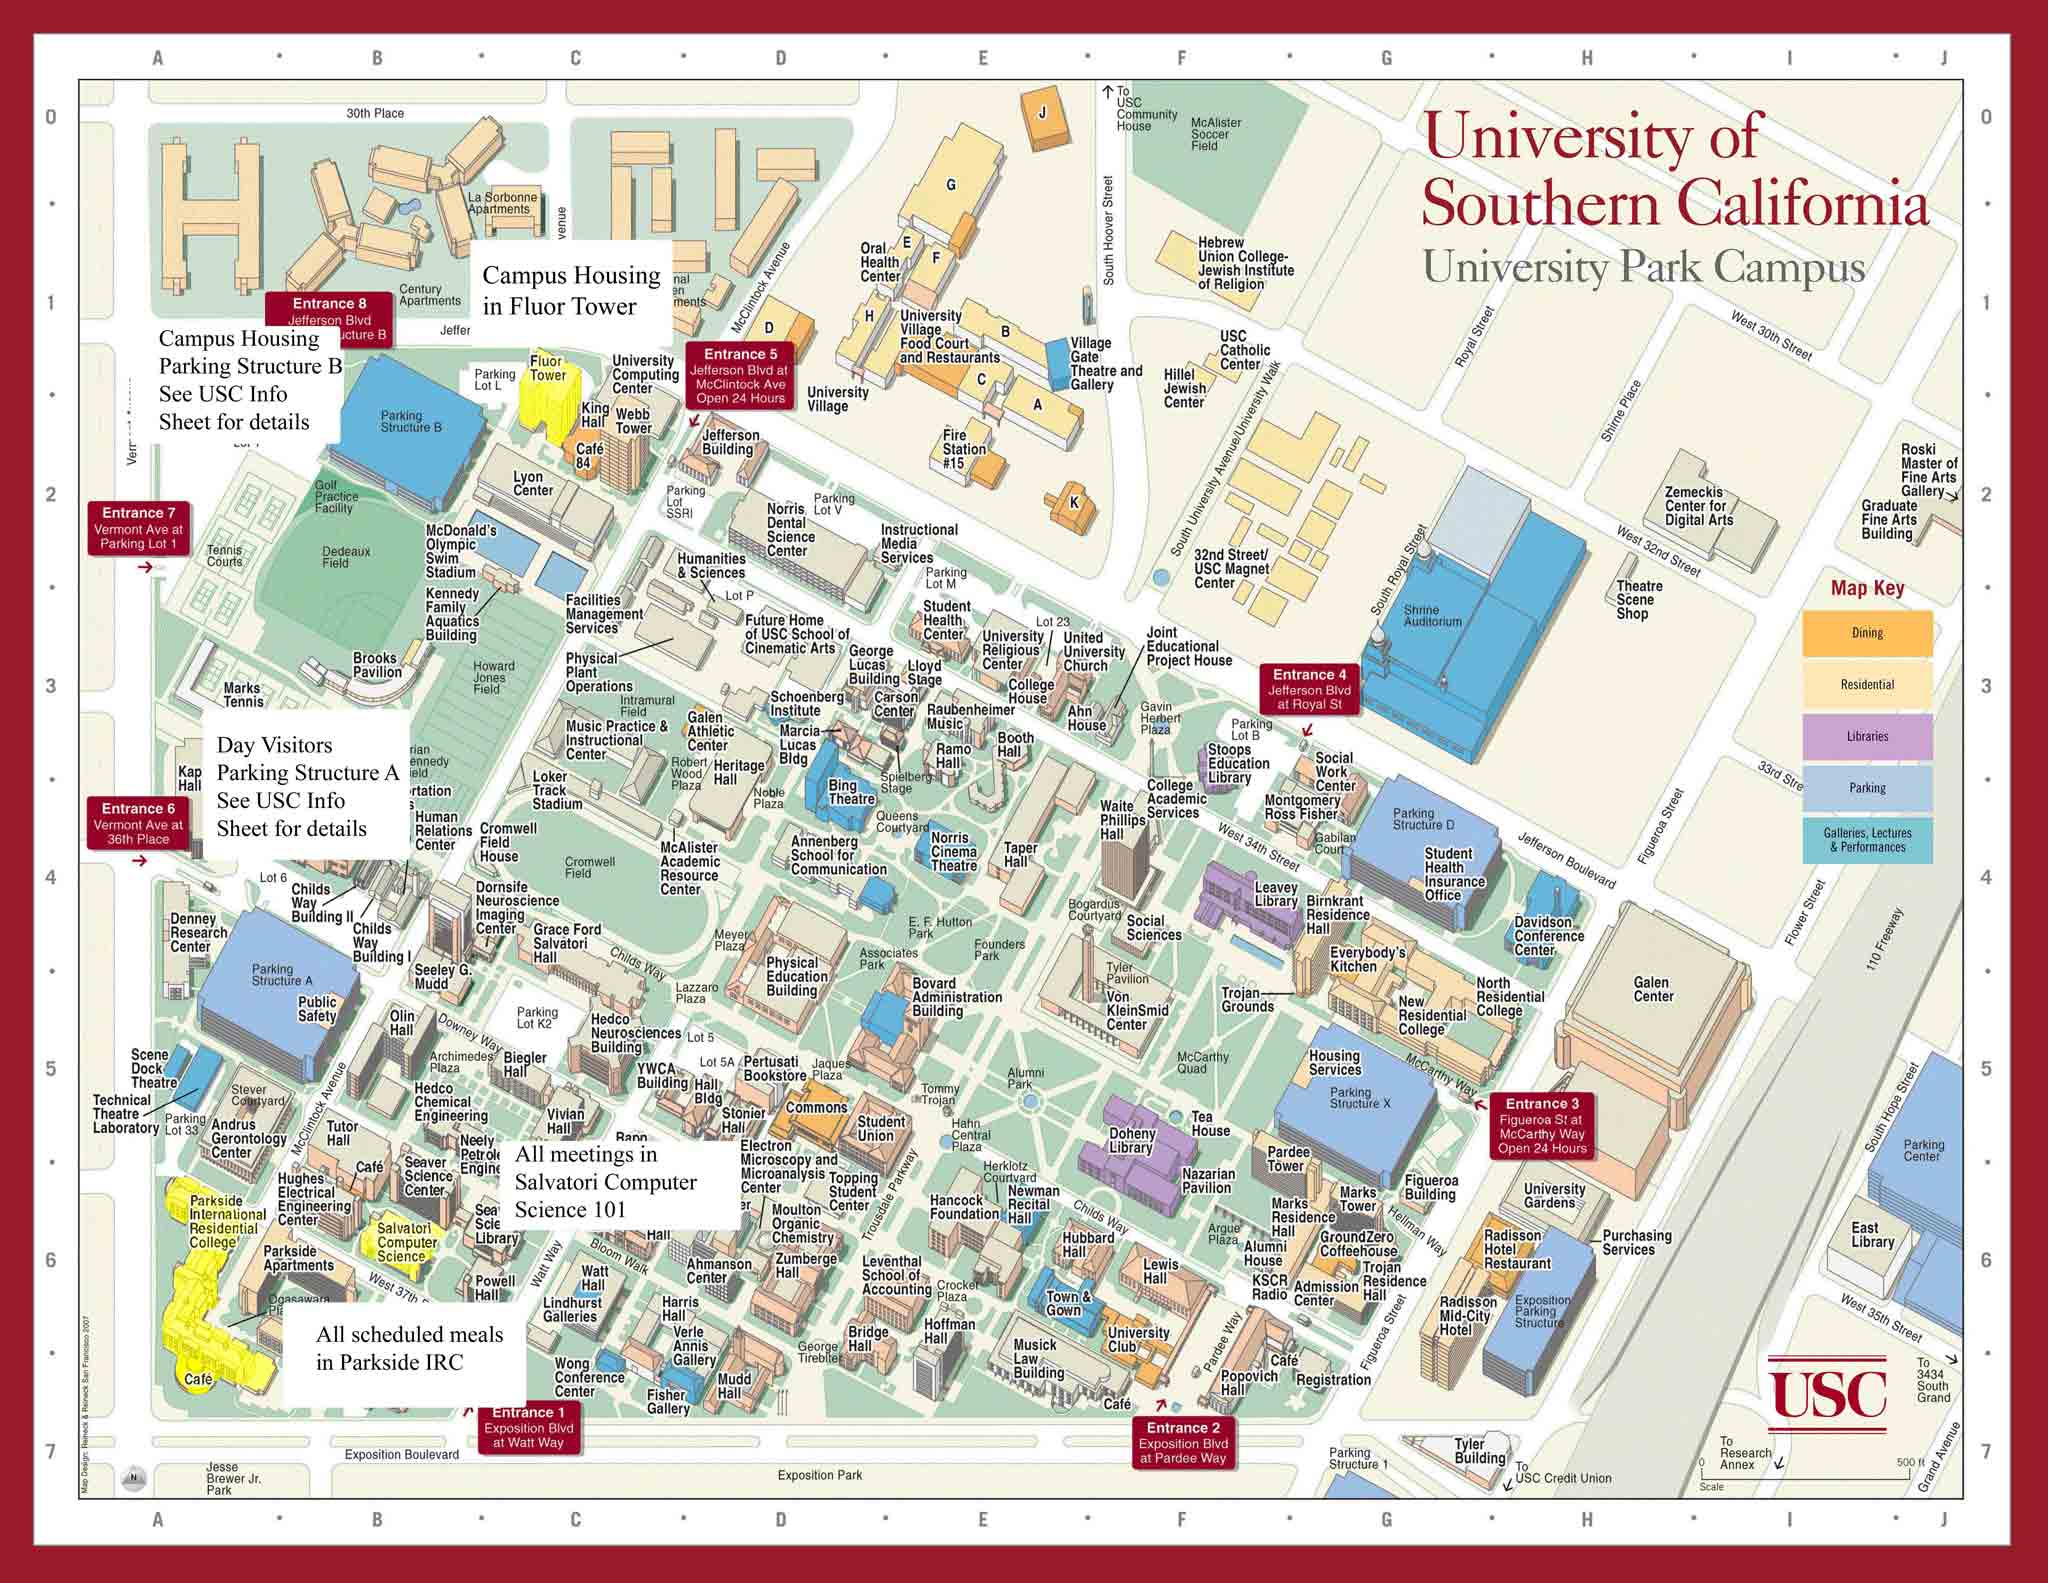 A
B
C
D
E
F
G
H
I
J
0
1
2
3
4
5
6
7
University of
Southern California
University Park Campus
30th Place
La Sorbonne
Apartments
Century
Apartments
Entrance 8
Jefferson Blvd
Campus Housing
in Fluor Tower
Campus Housing
Parking Structure B
See USC Info
Sheet for details
McClintock Avenue
J
G
E
F
Oral
Health
Center
H
University
Village
Food Court
and Restaurants
D
B
C
A
K
University
Village
Village
Gate
Theatre and
Gallery
Fire
Station
#15
To
USC
Community
House
McAlister
Soccer
Field
South Hoover Street
Hebrew
Union College-
Jewish Institute
of Religion
USC
Catholic
Center
Hillel
Jewish
Center
South University Avenue/University Walk
Royal Street
West 30th Street
Shrine Place
32nd Street/
USC Magnet
Center
South Royal Street
Shrine
Auditorium
West 32nd Street
Zemeckis
Center for
Digital Arts
Theatre
Scene
Shop
Roski
Master of
Fine Arts
Gallery
Graduate
Fine Arts
Building
Map Key
Dining
Residential
Libraries
Parking
Galleries, Lectures
& Performances
Entrance 5
Jefferson Blvd at
McClintock Ave
Open 24 Hours
Parking
Lot L
Fluor
Tower
University
Computing
Center
King
Hall
Webb
Tower
Café
84
Parking
Structure B
Jefferson
Building
Lyon
Center
Parking
Lot
SSRI
Parking
Lot V
Norris
Dental
Science
Center
Instructional
Media
Services
Parking
Lot M
Entrance 7
Vermont Ave at
Parking Lot 1
Golf
Practice
Facility
Tennis
Courts
Dedeaux
Field
McDonald's
Olympic
Swim
Stadium
Kennedy
Family
Aquatics
Building
Humanities
& Sciences
Lot P
Facilities
Management
Services
Physical
Plant
Operations
Future Home
of USC School of
Cinematic Arts
Student
Health
Center
University
Religious
Center
Lot 23
United
University
Church
Joint
Educational
Project House
George
Lucas
Building
Lloyd
Stage
College
House
Ahn
House
Gavin
Herbert
Plaza
Brooks
Pavilion
Howard
Jones
Field
Marks
Tennis
Intramural
Field
Music Practice &
Instructional
Center
Galen
Athletic
Center
Schoenberg
Institute
Carson
Center
Raubenheimer
Music
Marcia
Lucas
Bldg
Ramo
Hall
Booth
Hall
Spielberg
Stage
Entrance 4
Jefferson Blvd
at Royal St
Parking
Lot B
Stoops
Education
Library
Social
Work
Center
Montgomery
Ross Fisher
Gabilan
Court
College
Academic
Services
Parking
Structure D
Student
Health
Insurance
Office
Jefferson Boulevard
Figueroa Street
Flower Street
110 Freeway
Day Visitors
Parking Structure A
See USC Info
Sheet for details
Entrance 6
Vermont Ave at
36th Place
Robert
Wood
Plaza
Heritage
Hall
Loker
Track
Stadium
Noble
Plaza
Bing
Theatre
Queens
Courtyard
Norris
Cinema
Theatre
Taper
Hall
Waite
Phillips
Hall
West 34th Street
Human
Relations
Center
Cromwell
Field
House
Cromwell
Field
McAlister
Academic
Resource
Center
Annenberg
School for
Communication
Leavey
Library
Birnkrant
Residence
Hall
Davidson
Conference
Center
Lot 6
Childs
Way
Building II
Childs
Way
Building I
Dornsife
Neuroscience
Imaging
Center
Denney
Research
Center
Grace Ford
Salvatori
Hall
Childs Way
Meyer
Plaza
Physical
Education
Building
E. F. Hutton
Park
Associates
Park
Founders
Park
Bogardus
Courtyard
Social
Sciences
Tyler
Pavilion
Von
KleinSmid
Center
Everybody's
Kitchen
Trojan
Grounds
New
Residential
College
North
Residential
College
Galen
Center
Parking
Structure A
Public
Safety
Seeley G.
Mudd
Lazzaro
Plaza
Bovard
Administration
Building
Olin
Hall
Downey Way
Parking
Lot K2
Hedco
Neurosciences
Building
Lot 5
Lot 5A
Scene
Dock
Theatre
Technical
Theatre
Laboratory
Parking
Lot 33
Stever
Courtyard
Andrus
Gerontology
Center
McClintock Avenue
Archimedes
Plaza
Biegler
Hall
Hedco
Chemical
Engineering
Vivian
Hall
YWCA
Building
Hall
Bldg
Stonier
Hall
Pertusati
Bookstore
Jaques
Plaza
Commons
Student
Union
Tommy
Trojan
Alumni
Park
McCarthy
Quad
Housing
Services
Parking
Structure X
McCarthy Way
Entrance 3
Figueroa St at
McCarthy Way
Open 24 Hours
South Hope Street
Parking
Center
Tutor
Hall
Café
Seaver
Science
Center
Hahn
Central
Plaza
Doheny
Library
Tea
House
Nazarian
Pavilion
Pardee
Tower
Figueroa
Building
University
Gardens
All meetings in
Salvatori Computer
Science 101
Electron
Microscopy and
Microanalysis
Center
Topping
Student
Center
Trousdale Parkway
Herklotz
Courtyard
Hancock
Foundation
Newman
Recital
Hall
Childs Way
Argue
Plaza
Marks
Residence
Hall
Marks
Tower
GroundZero
Coffeehouse
Hellman Way
Parkside
International
Residential
College
Hughes
Electrical
Engineering
Center
Salvatori
Computer
Science
Moulton
Organic
Chemistry
Parkside
Apartments
West 37th
Powell
Hall
Watt Way
Bloom Walk
Watt
Hall
Lindhurst
Galleries
Ahmanson
Center
Zumberge
Hall
Leventhal
School of
Accounting
Crocker
Plaza
Hubbard
Hall
Lewis
Hall
Alumni
House
KSCR
Radio
Admission
Center
Trojan
Residence
Hall
Radisson
Hotel
Restaurant
Purchasing
Services
East
Library
Town &
Gown
University
Club
Radisson
Mid-City
Hotel
Exposition
Parking
Structure
West 35th Street
All scheduled meals
in Parkside IRC
Café
Harris
Hall
Verle
Annis
Gallery
George
Tirebiter
Bridge
Hall
Hoffman
Hall
Musick
Law
Building
Café
Pardee Way
Popovich
Hall
Café
Registration
Figueroa Street
Wong
Conference
Center
Fisher
Gallery
Mudd
Hall
Entrance 1
Exposition Blvd
at Watt Way
Entrance 2
Exposition Blvd
at Pardee Way
USC
To
3434
South
Grand
Grand Avenue
Exposition Boulevard
Exposition Park
Jesse
Brewer Jr.
Park
N
Parking
Structure 1
Tyler
Building
To
USC Credit Union
To
Research
Annex
0
500 ft
Scale
Map Design: Reineck & Reineck San Francisco 2007
A
B
C
D
E
F
G
H
I
J